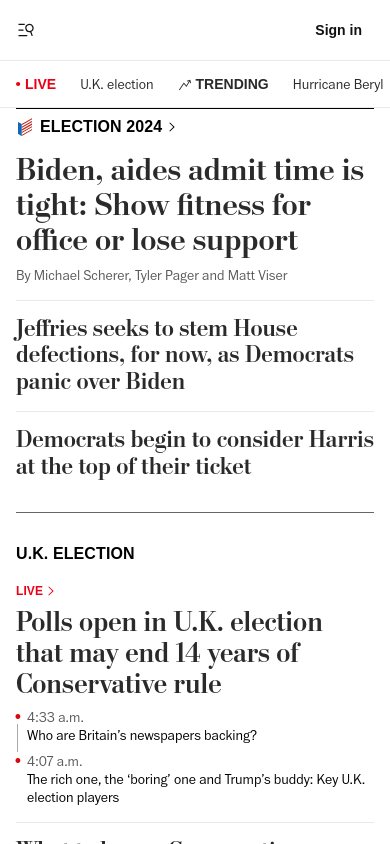 Sign in
LIVE U.K. election TRENDING Hurricane Beryl
ELECTION 2024
Biden, aides admit time is
tight: Show fitness for
office or lose support
By Michael Scherer, Tyler Pager and Matt Viser
Jeffries seeks to stem House
defections, for now, as Democrats
panic over Biden
Democrats begin to consider Harris
at the top of their ticket
U.K. ELECTION
LIVE
Polls open in U.K. election
that may end 14 years of
Conservative rule
4:33 a.m.
Who are Britain’s newspapers backing?
4:07 a.m.
The rich one, the ‘boring’ one and Trump’s buddy: Key U.K.
election players